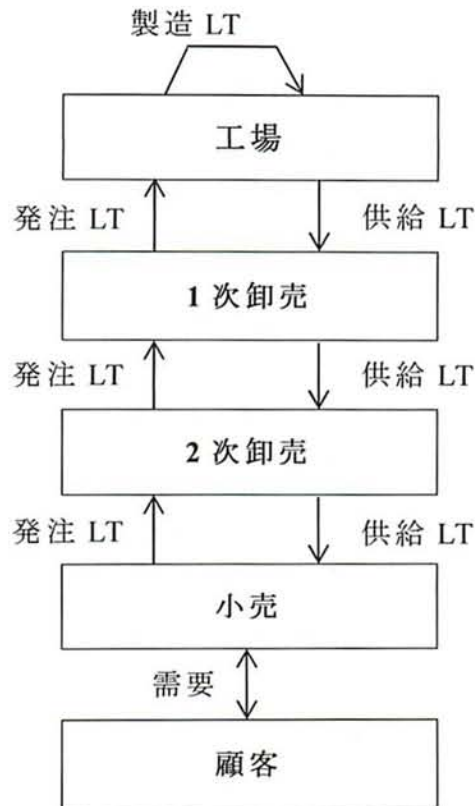 製造 LT
工場
発注 LT 供給 LT
1 次卸売
発注 LT 供給 LT
2 次卸売
発注 LT 供給 LT
小売
需要
顧客